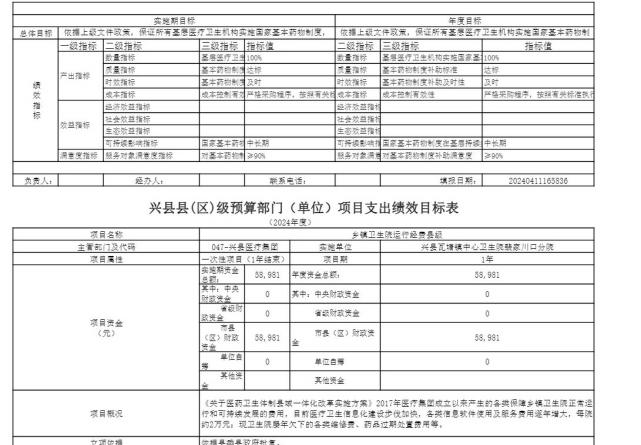 实施期目标 年度目标
总体目标 依据上级文件政策，保证所有基层医疗卫生机构实施国家基本药物制度， 依据上级文件政策，保证所有基层医疗卫生机构实施国家基本药物制
一级指标 二级指标 三级指标 指标值 二级指标 三级指标 指标值
绩效指标
产出指标 数量指标 基层医疗卫生 100% 数量指标 基层医疗卫生机构实施国家基 100%
质量指标 基本药物制度 达标 质量指标 基本药物制度补助标准 达标
时效指标 基本药物制度 及时 时效指标 基本药物制度补助及时性 及时
成本指标 成本控制有效 严格采购程序，按照有关标 成本指标 成本控制有效性 严格采购程序，按照有关标准执行
效益指标 经济效益指标 经济效益指标
社会效益指标 社会效益指标
生态效益指标 生态效益指标
可持续影响指标 国家基本药物 中长期 可持续影响 国家基本药物制度在基层持续 中长期
满意度指标 服务对象满意度指标 对基本药物制 ≥90% 服务对象满意 对基本药物制度补助满意度 ≥90%
负责人： 经办人： 联系电话： 填报日期： 20240411165836
兴县县(区)级预算部门（单位）项目支出绩效目标表
（2024年度）
项目名称 乡镇卫生院运行经费县级
主管部门及代码 047-兴县医疗集团 实施单位 兴县瓦塘镇中心卫生院裴家川口分院
项目属性 一次性项目（1年结束） 项目期 1年
项目资金
（元）
实施期资金总额： 58,981 年度资金总额： 58,981
其中：中央财政资金 0 其中：中央财政资金 0
省级财政资金 0 省级财政资金 0
市县（区）财政资金 58,981 市县（区）财政资金 58,981
单位自筹 0 单位自筹 0
其他资金 其他资金
项目概况 《关于医药卫生体制县域一体化改革实施方案》2017年医疗集团成立以来产生的各类保障乡镇卫生院正常运
行和可持续发展的费用，目前医疗卫生信息化建设步伐加快，各类信息软件使用及服务费用逐年增大，每院
约2万元；现卫生院屡年欠下的各类维修费、药品过期处置费用等。
立项依据 依据县委县政府批复。